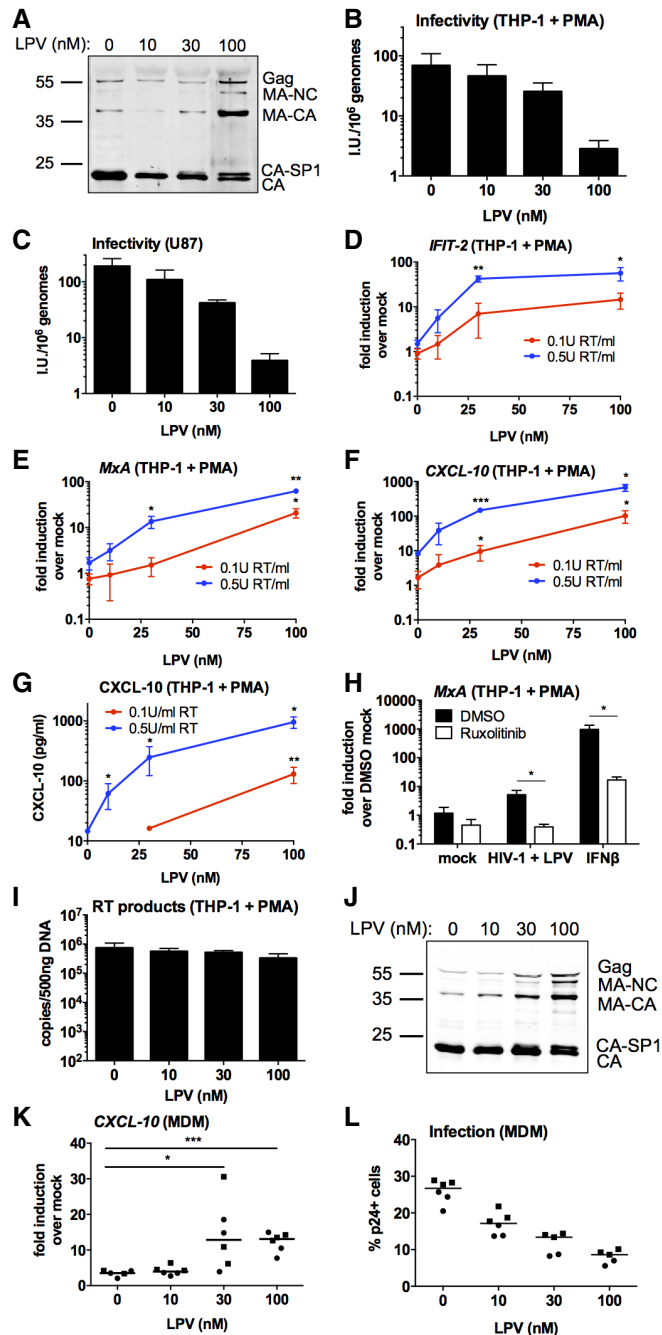 A
LPV (nM): 0 10 30 100
55
35
25
Gag
MA-NC
MA-CA
CA-SP1
CA
B
Infectivity (THP-1 + PMA)
I.U./10⁶ genomes
100
10
1
0 10 30 100
LPV (nM)
C
Infectivity (U87)
I.U./10⁶ genomes
100
10
1
0 10 30 100
LPV (nM)
D
IFIT-2 (THP-1 + PMA)
fold induction
over mock
100
10
1
0.1
** *
0.1U RT/ml
0.5U RT/ml
0 25 50 75 100
LPV (nM)
E
MxA (THP-1 + PMA)
fold induction
over mock
100
10
1
0.1
* ** *
0.1U RT/ml
0.5U RT/ml
0 25 50 75 100
LPV (nM)
F
CXCL-10 (THP-1 + PMA)
fold induction
over mock
1000
100
10
1
0.1
*** * * *
0.1U RT/ml
0.5U RT/ml
0 25 50 75 100
LPV (nM)
G
CXCL-10 (THP-1 + PMA)
CXCL-10 (pg/ml)
1000
100
10
0.1U/ml RT
0.5U/ml RT
* * * **
0 25 50 75 100
LPV (nM)
H
MxA (THP-1 + PMA)
fold induction
over DMSO mock
10000
1000
100
10
1
0.1
DMSO
Ruxolitinib
* *
mock HIV-1 + LPV IFNβ
I
RT products (THP-1 + PMA)
copies/500ng DNA
10⁷
10⁶
10⁵
10⁴
10³
10²
0 10 30 100
LPV (nM)
J
LPV (nM): 0 10 30 100
55
35
25
Gag
MA-NC
MA-CA
CA-SP1
CA
K
CXCL-10 (MDM)
fold induction
over mock
40
30
20
10
0
***
*
0 10 30 100
LPV (nM)
L
Infection (MDM)
% p24+ cells
40
30
20
10
0
0 10 30 100
LPV (nM)